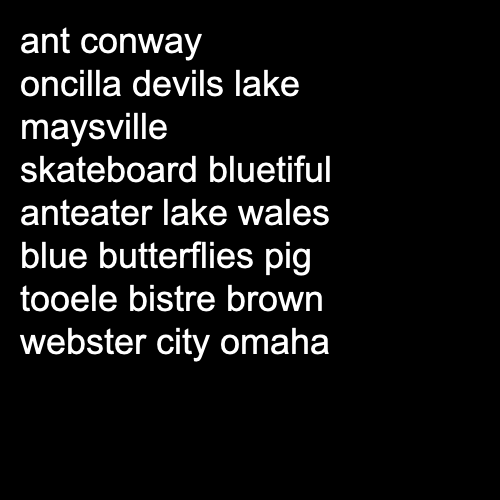 ant conway
oncilla devils lake
maysville
skateboard bluetiful
anteater lake wales
blue butterflies pig
tooele bistre brown
webster city omaha